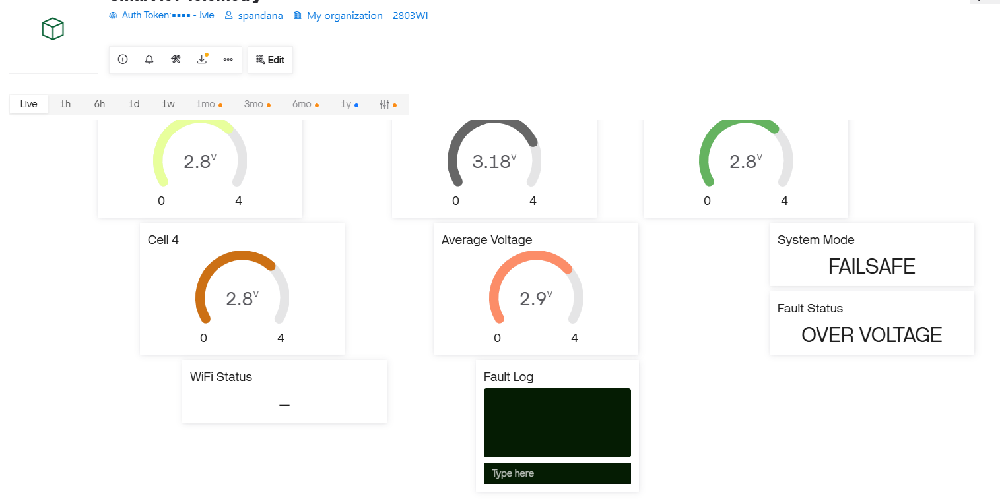 Auth Token:▪▪▪▪ - Jvie spandana My organization - 2803WI
Edit
Live 1h 6h 1d 1w 1mo 3mo 6mo 1y
2.8V 3.18V 2.8V
0 4 0 4 0 4
Cell 4 Average Voltage System Mode
FAILSAFE
2.8V 2.9V
Fault Status
OVER VOLTAGE
0 4 0 4
WiFi Status Fault Log
–
Type here